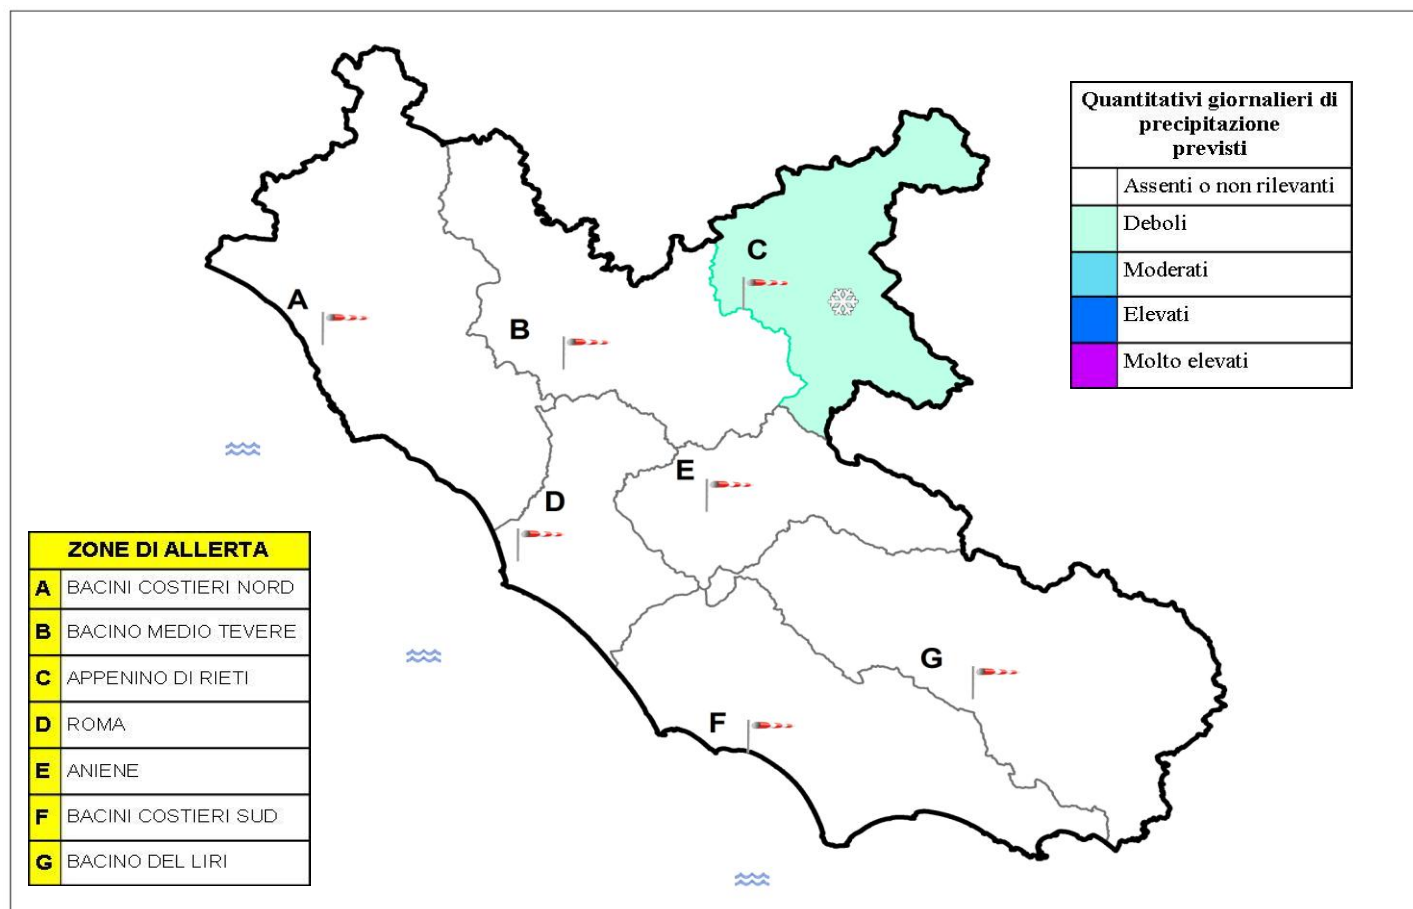 Quantitativi giornalieri di
precipitazione
previsti
Assenti o non rilevanti
Deboli
Moderati
Elevati
Molto elevati
C
A
B
E
D
G
F
ZONE DI ALLERTA
A BACINI COSTIERI NORD
B BACINO MEDIO TEVERE
C APPENINO DI RIETI
D ROMA
E ANIENE
F BACINI COSTIERI SUD
G BACINO DEL LIRI